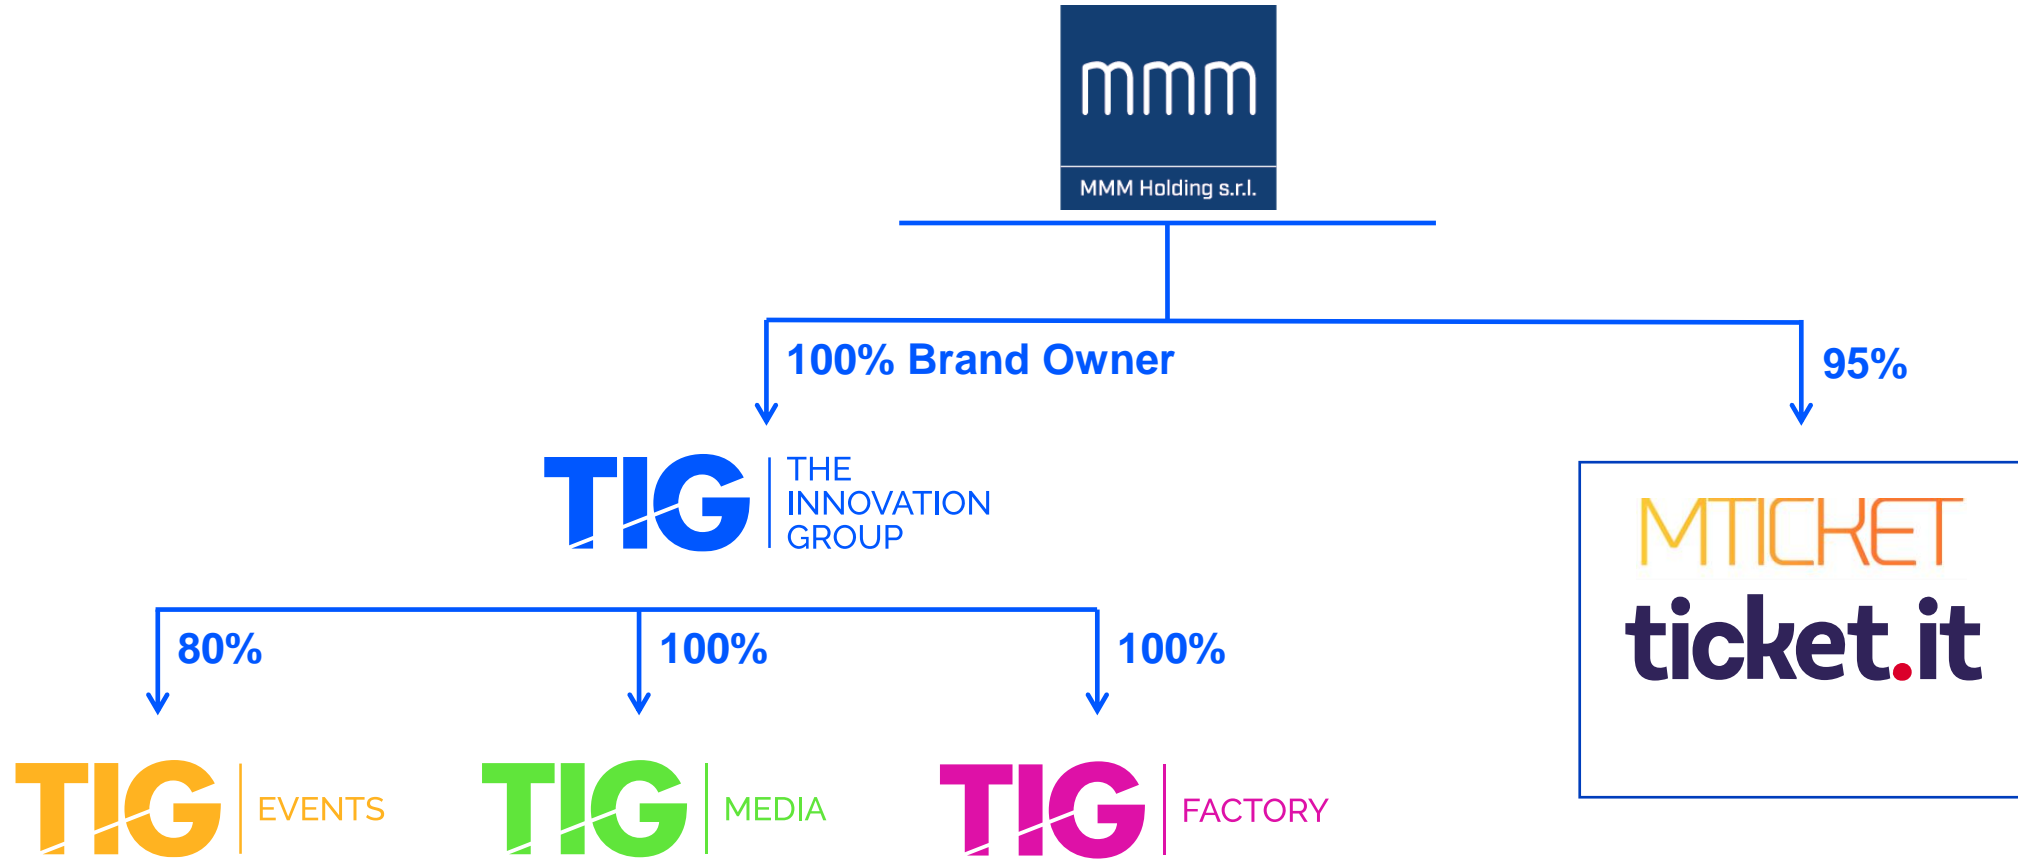 mmm
MMM Holding s.r.l.
100% Brand Owner
95%
TIG
THE
INNOVATION
GROUP
MTICKET
ticket.it
80%
100%
100%
TIG EVENTS
TIG MEDIA
TIG FACTORY